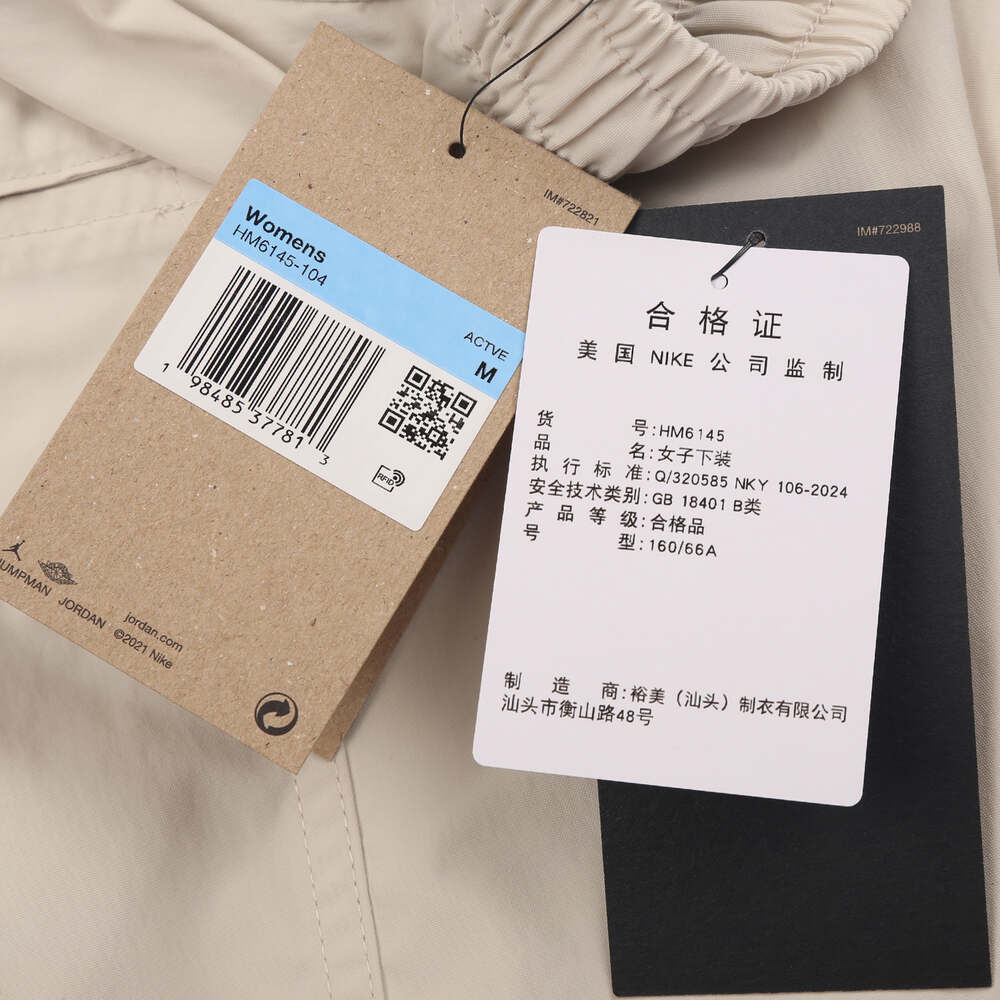 IM#722821
Womens
HM6145-104
ACTVE
M
1 98485 37781 3
RFID
JUMPMAN JORDAN
jordan.com
©2021 Nike
IM#722988
合格证
美国 NIKE 公司监制
货号:HM6145
品名:女子下装
执行标准:Q/320585 NKY 106-2024
安全技术类别:GB 18401 B类
产品等级:合格品
号型:160/66A
制造商:裕美（汕头）制衣有限公司
汕头市衡山路48号